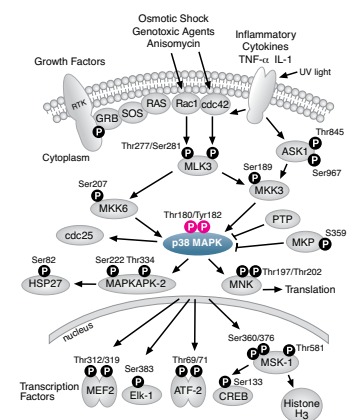 Osmotic Shock
Genotoxic Agents
Anisomycin
Inflammatory
Cytokines
TNF-α IL-1
Growth Factors
UV light
RTK
GRB
SOS
RAS
Rac1
cdc42
P
Cytoplasm
Thr277/Ser281
P P
MLK3
Thr845
P
ASK1
P
Ser967
Ser189
P
MKK3
Ser207
P
MKK6
Thr180/Tyr182
P P
p38 MAPK
PTP
cdc25
MKP
S359
P
Ser82
P
HSP27
Ser222 Thr334
P P
MAPKAPK-2
P P Thr197/Thr202
MNK
Translation
nucleus
Ser360/376
P P
P Thr581
MSK-1
Thr312/319
P P
MEF2
Ser383
P
Elk-1
Thr69/71
P P
ATF-2
P Ser133
CREB
P
Histone
H3
Transcription
Factors